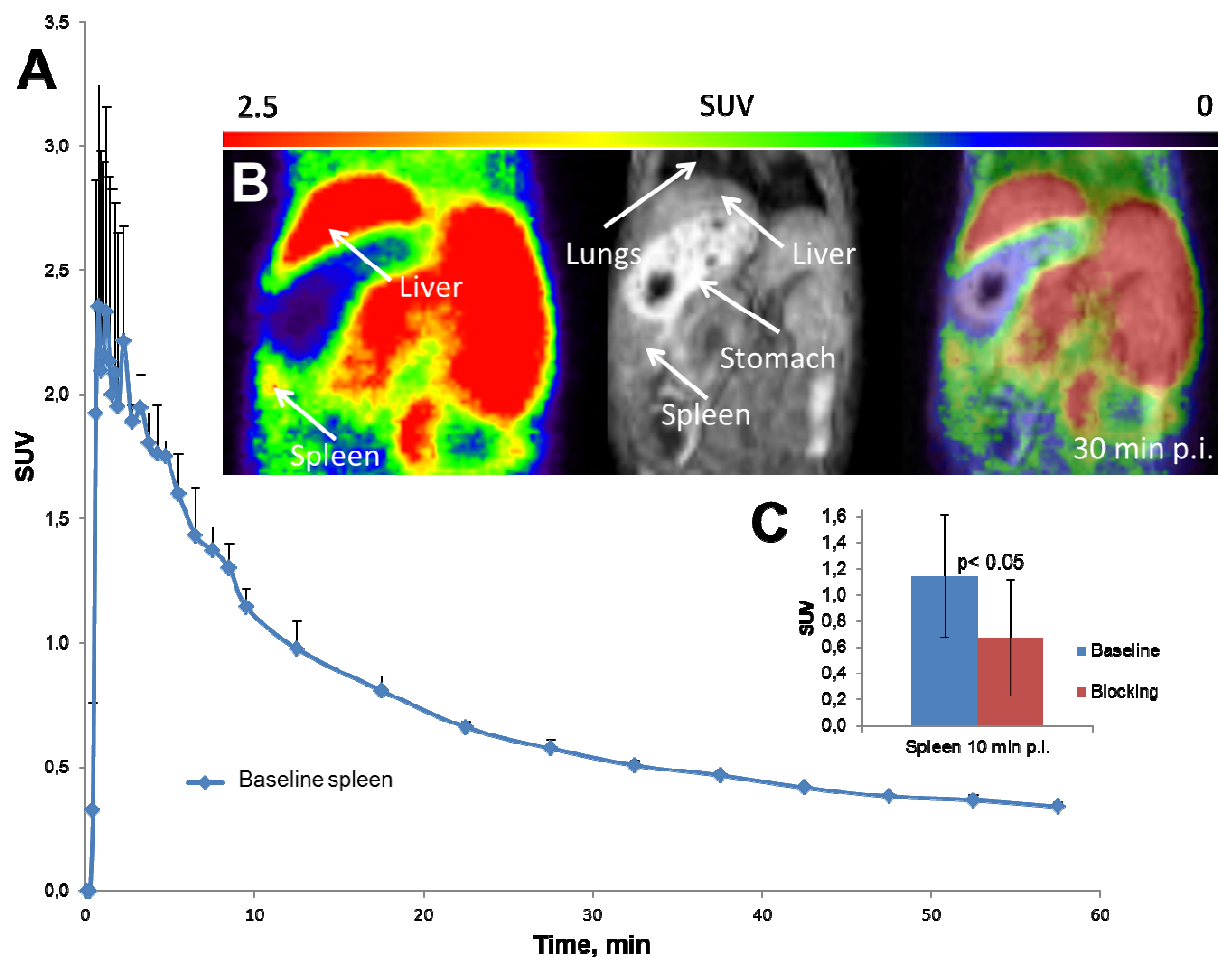 A
3,5
3,0
2,5
2,0
1,5
1,0
0,5
0,0
SUV
0 10 20 30 40 50 60
Time, min
Baseline spleen
2.5 SUV 0
B
Liver
Spleen
Lungs
Liver
Stomach
Spleen
30 min p.i.
C
1,6
1,4
1,2
1,0
0,8
0,6
0,4
0,2
0,0
SUV
p< 0.05
Baseline
Blocking
Spleen 10 min p.i.